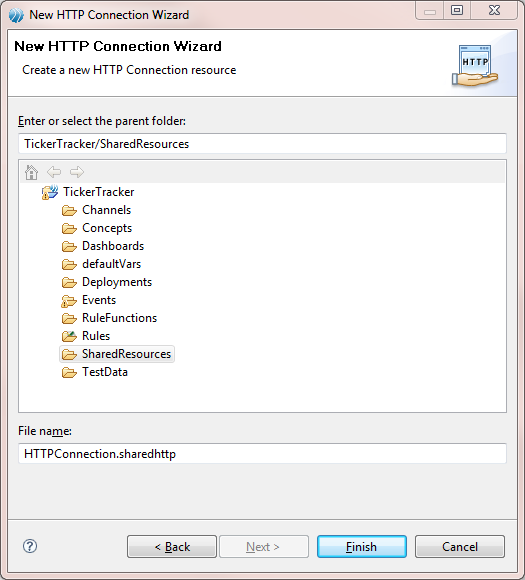 New HTTP Connection Wizard
New HTTP Connection Wizard
Create a new HTTP Connection resource
HTTP
Enter or select the parent folder:
TickerTracker/SharedResources
TickerTracker
Channels
Concepts
Dashboards
defaultVars
Deployments
Events
RuleFunctions
Rules
SharedResources
TestData
File name:
HTTPConnection.sharedhttp
? < Back Next > Finish Cancel